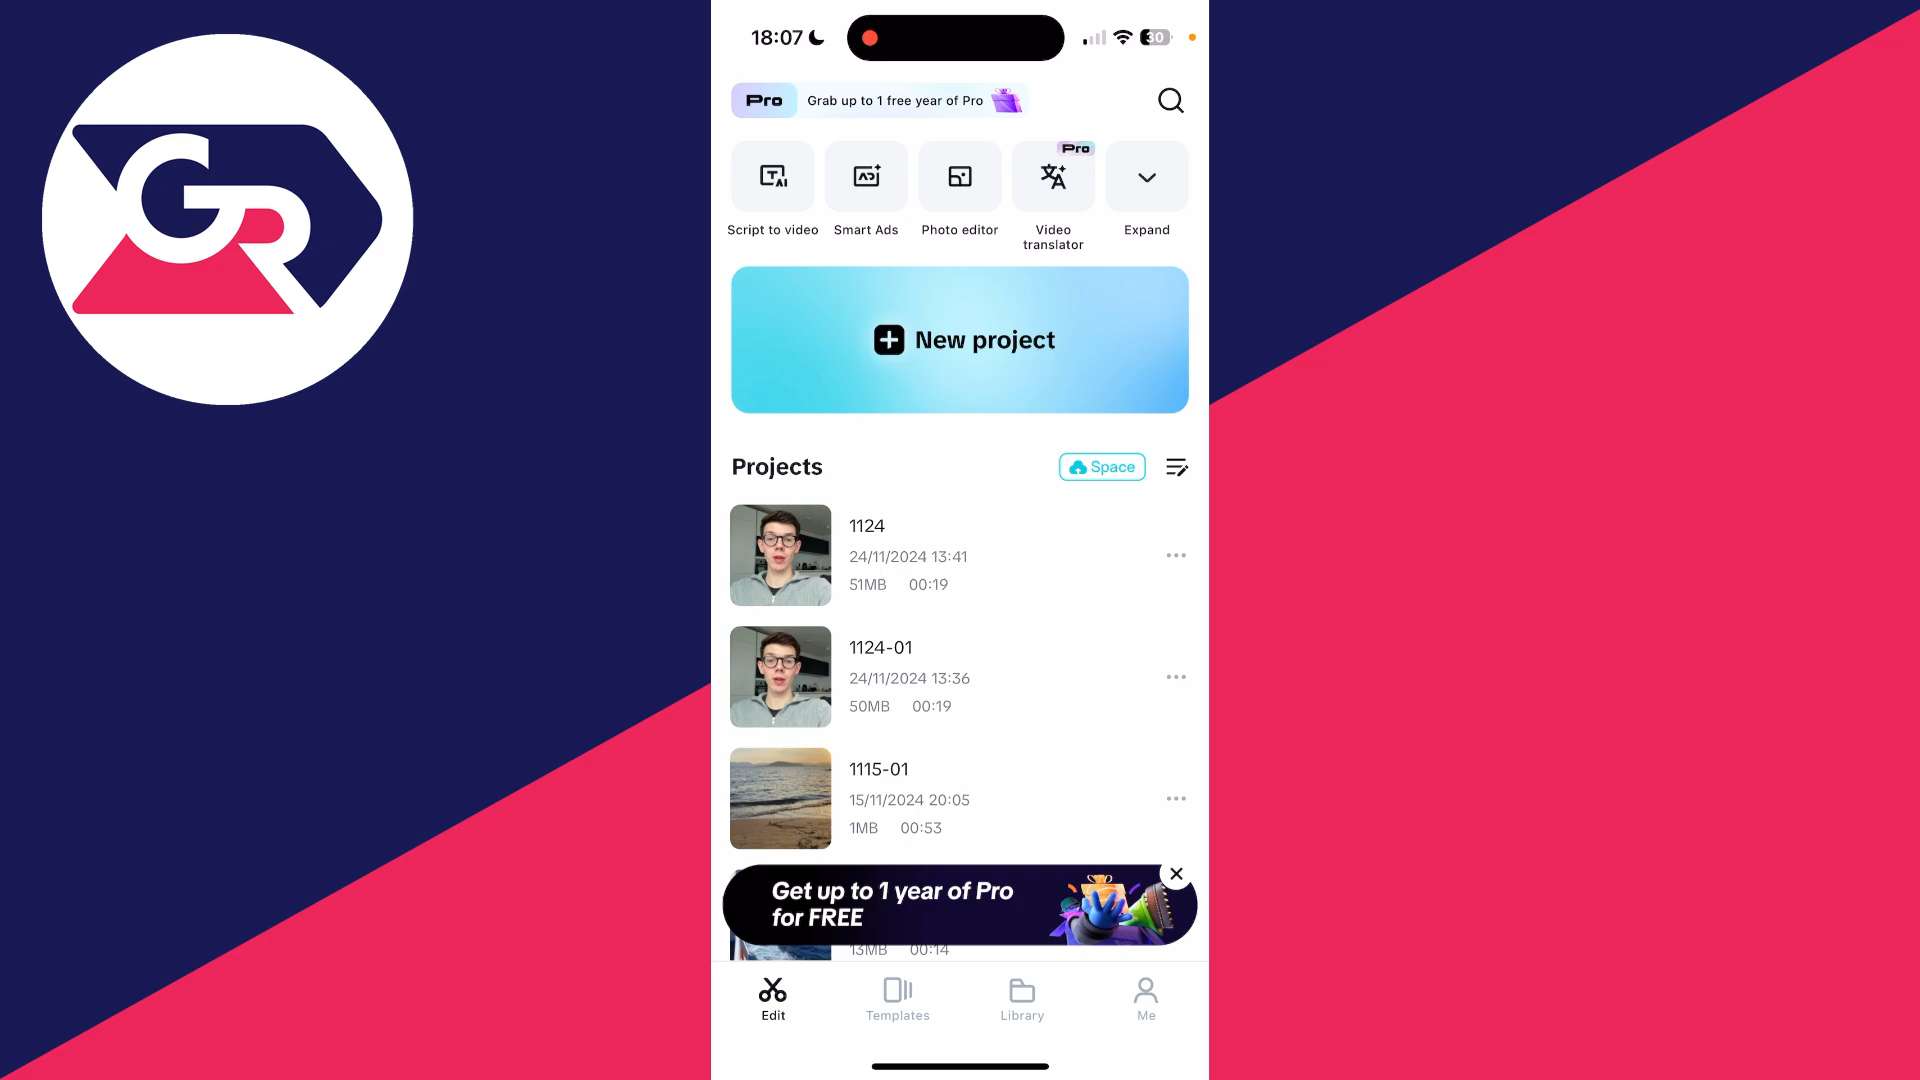 18:07
30
Pro
Grab up to 1 free year of Pro
GR
Pro
Script to video
Smart Ads
Photo editor
Video
translator
Expand
New project
Projects
Space
1124
24/11/2024 13:41
51MB 00:19
1124-01
24/11/2024 13:36
50MB 00:19
1115-01
15/11/2024 20:05
1MB 00:53
Get up to 1 year of Pro
for FREE
13MB 00:14
Edit
Templates
Library
Me